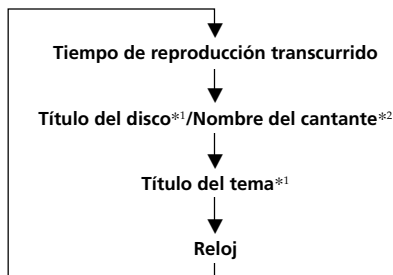 Tiempo de reproducción transcurrido
Título del disco*1/Nombre del cantante*2
Título del tema*1
Reloj